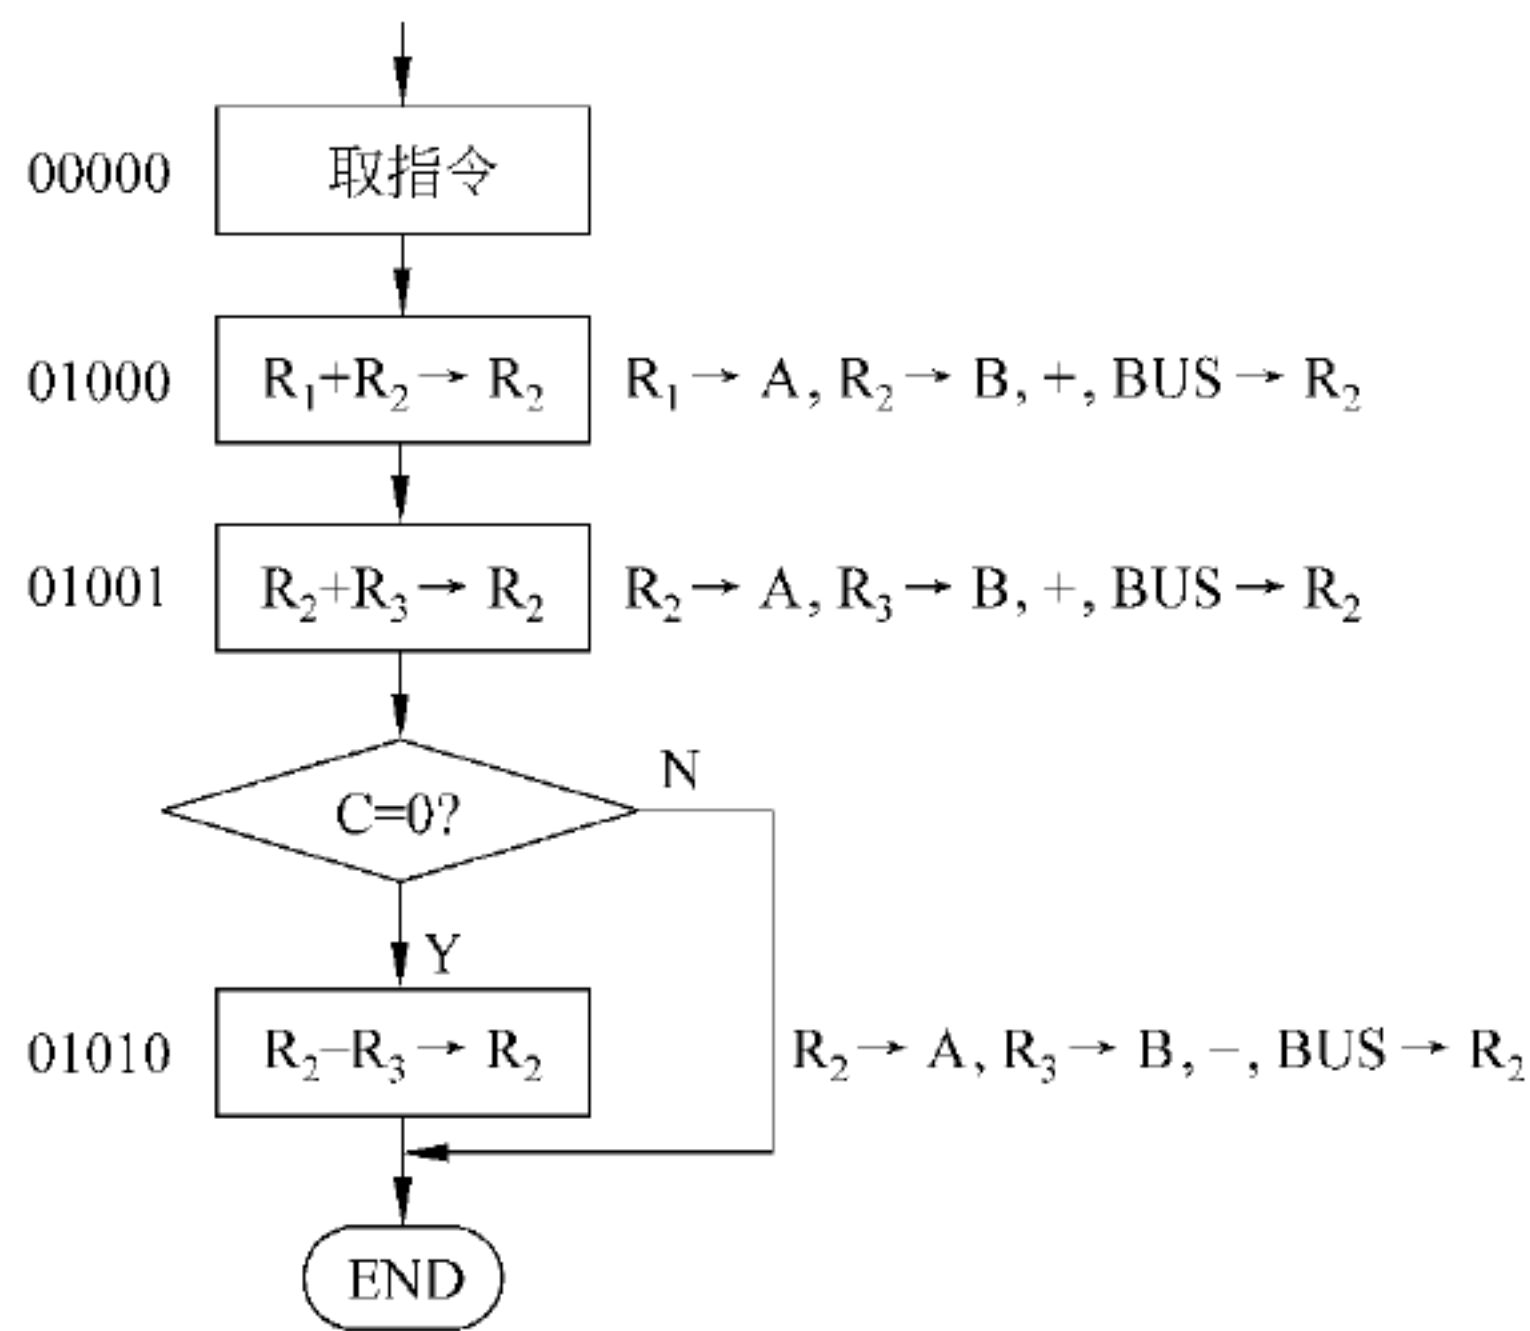 00000 取指令
01000 R₁+R₂→R₂ R₁→A, R₂→B, +, BUS→R₂
01001 R₂+R₃→R₂ R₂→A, R₃→B, +, BUS→R₂
C=0? N
Y
01010 R₂–R₃→R₂ R₂→A, R₃→B, –, BUS→R₂
END